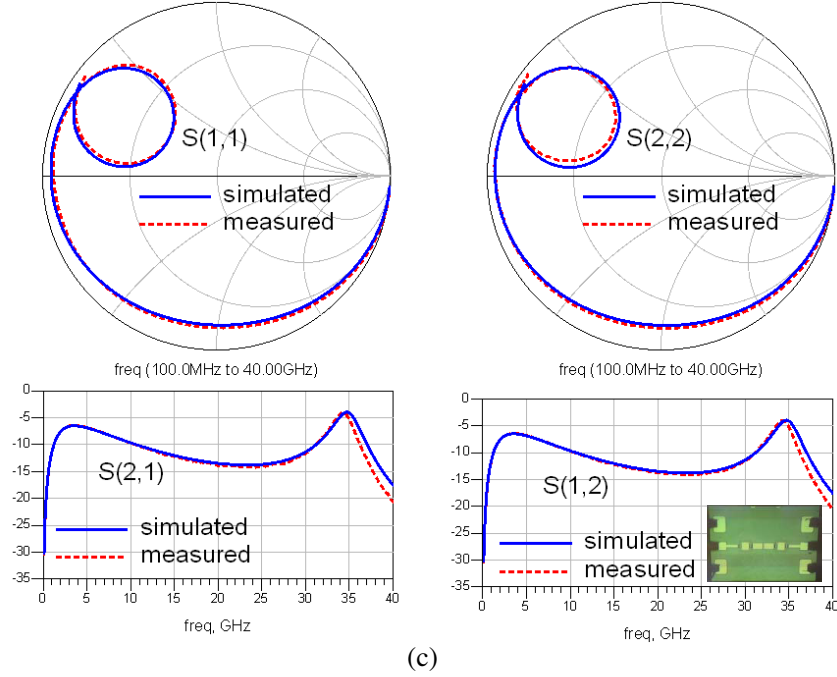 S(1,1)
simulated
measured
freq (100.0MHz to 40.00GHz)
S(2,2)
simulated
measured
freq (100.0MHz to 40.00GHz)
0
-5
-10
-15
-20
-25
-30
-35
S(2,1)
simulated
measured
0 5 10 15 20 25 30 35 40
freq, GHz
0
-5
-10
-15
-20
-25
-30
-35
S(1,2)
simulated
measured
0 5 10 15 20 25 30 35 40
freq, GHz
(c)